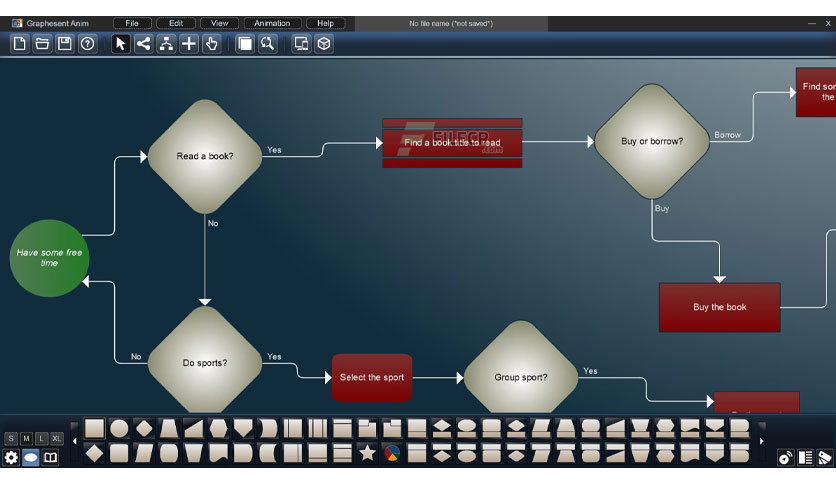 Graphesent Anim File Edit View Animation Help No file name (*not saved*)
Find
the
Read a book?
Yes
Find a book title to read
FILECR
.com
Buy or borrow?
Borrow
No
Buy
Have some free
time
Buy the book
No
Do sports?
Yes
Select the sport
Group sport?
Yes
S M L XL